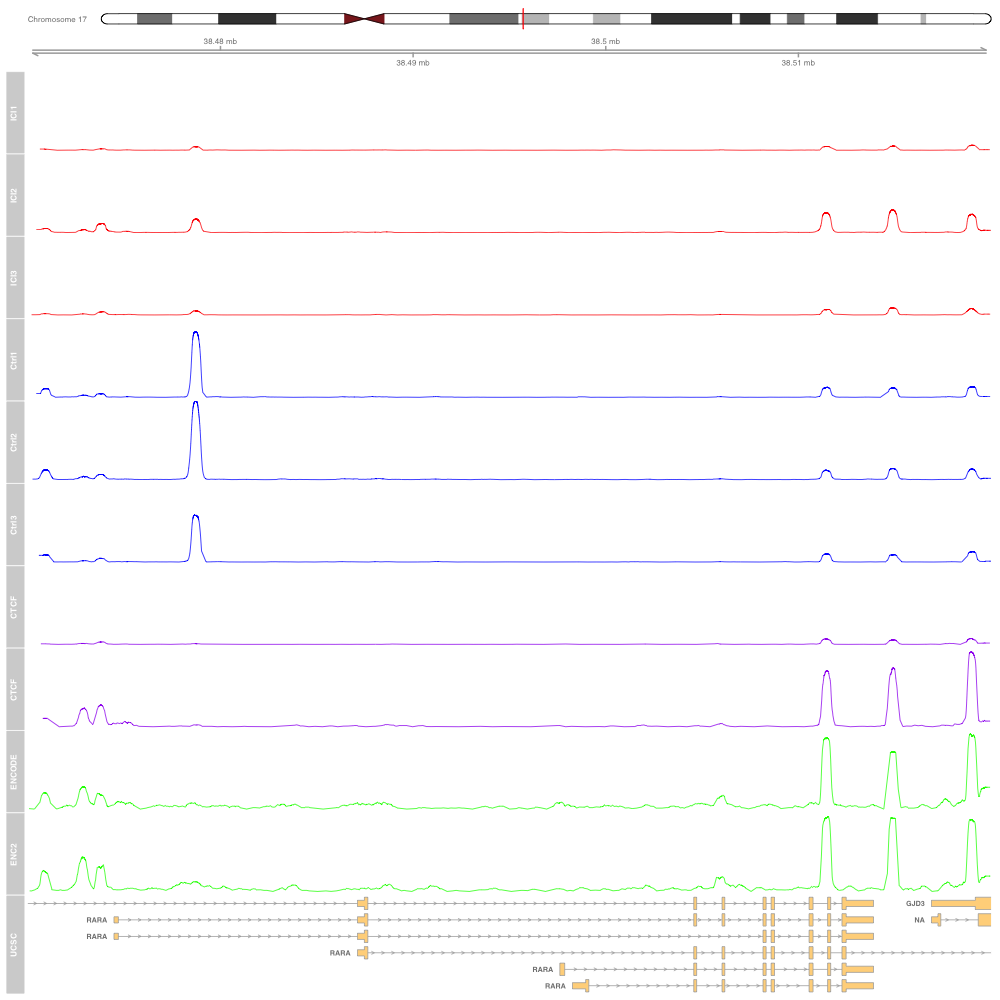 Chromosome 17
38.48 mb
38.5 mb
38.49 mb
38.51 mb
ICI1
ICI2
ICI3
Ctrl1
Ctrl2
Ctrl3
CTCF
CTCF
ENCODE
ENC2
UCSC
GJD3
RARA
NA
RARA
RARA
RARA
RARA